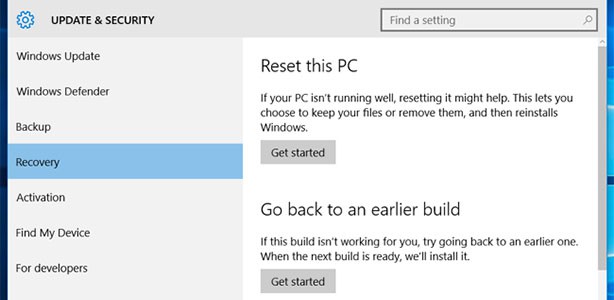 UPDATE & SECURITY
Find a setting
Windows Update
Windows Defender
Backup
Recovery
Activation
Find My Device
For developers
Reset this PC
If your PC isn't running well, resetting it might help. This lets you
choose to keep your files or remove them, and then reinstalls
Windows.
Get started
Go back to an earlier build
If this build isn't working for you, try going back to an earlier one.
When the next build is ready, we'll install it.
Get started